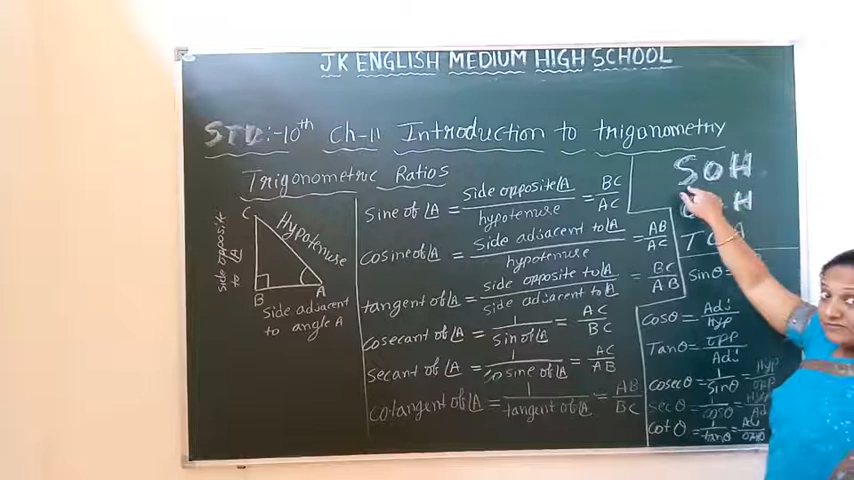 JK ENGLISH MEDIUM HIGH SCHOOL
STD:-10th Ch-11 Introduction to trigonometry
Trigonometric Ratios
C
Hypotenuse
side opposite to ∠A
B
A
Side adjacent
to angle A
Sine of ∠A = Side opposite ∠A / hypotenuse = BC / AC
cosine of ∠A = Side adjacent to ∠A / hypotenuse = AB / AC
tangent of ∠A = side opposite to ∠A / side adjacent to ∠A = BC / AB
Cosecant of ∠A = 1 / sin of ∠A = AC / BC
Secant of ∠A = 1 / cosine of ∠A = AC / AB
Cotangent of ∠A = 1 / tangent of ∠A = AB / BC
SOH
H
T
A
sinθ =
cosθ = Adj / Hyp
Tanθ = opp / Adj
cosecθ = 1 / sinθ = Hyp / opp
secθ = 1 / cosθ = Hyp / Ad
cotθ = 1 / tanθ =